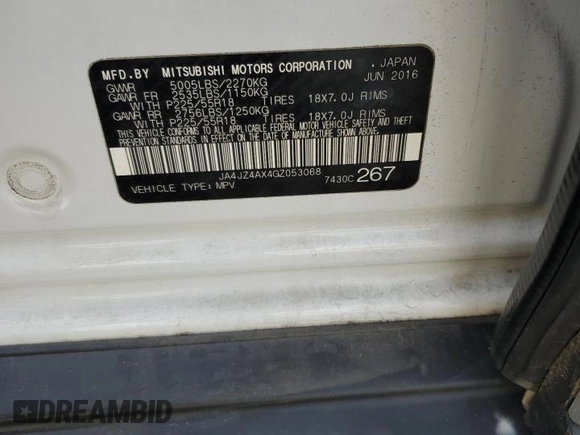 MFD.BY MITSUBISHI MOTORS CORPORATION , JAPAN
GVWR 5005LBS/2270KG JUN 2016
GAWR FR 2535LBS/1150KG
WITH P225/55R18 TIRES 18X7.0J RIMS
GAWR RR 2756LBS/1250KG
WITH P225/55R18 TIRES 18X7.0J RIMS
THIS VEHICLE CONFORMS TO ALL APPLICABLE FEDERAL MOTOR VEHICLE SAFETY AND THEFT
PREVENTION STANDARDS IN EFFECT ON THE DATE OF MANUFACTURE SHOWN ABOVE.
JA4JZ4AX4GZ053068 7430C 267
VEHICLE TYPE: MPV
DREAMBID